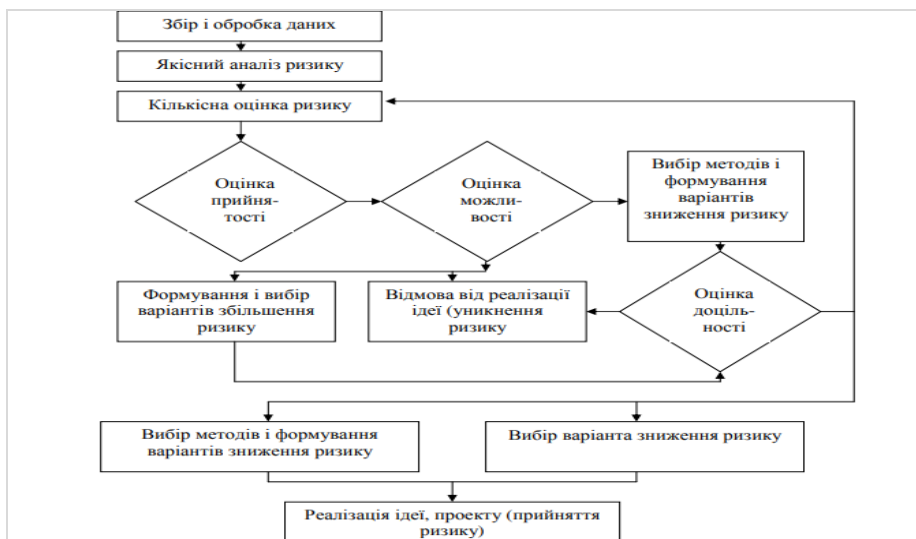 Збір і обробка даних
Якісний аналіз ризику
Кількісна оцінка ризику
Оцінка
прийня-
тості
Оцінка
можли-
вості
Вибір методів і
формування
варіантів
зниження ризику
Формування і вибір
варіантів збільшення
ризику
Відмова від реалізації
ідеї (уникнення
ризику
Оцінка
доціль-
ності
Вибір методів і формування
варіантів зниження ризику
Вибір варіанта зниження ризику
Реалізація ідеї, проекту (прийняття
ризику)